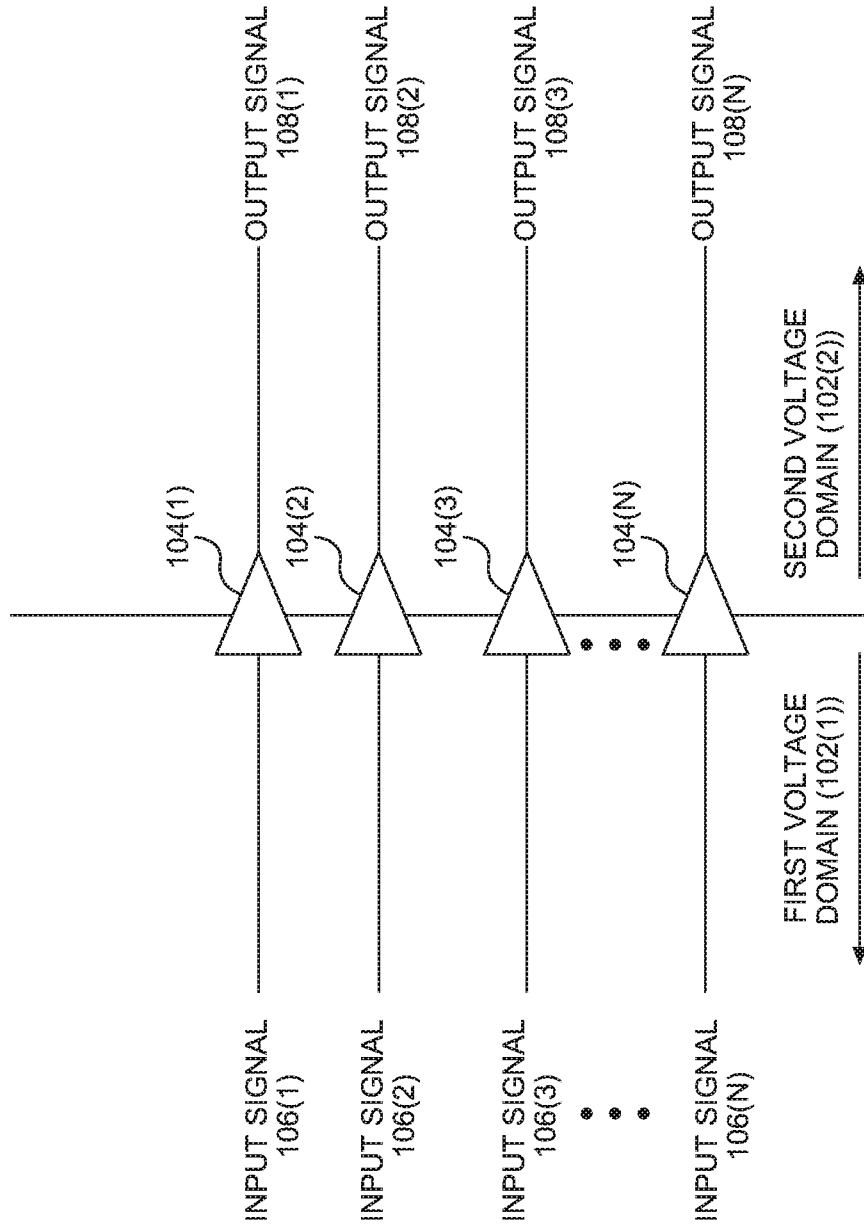 INPUT SIGNAL
106(1)
104(1)
OUTPUT SIGNAL
108(1)
INPUT SIGNAL
106(2)
104(2)
OUTPUT SIGNAL
108(2)
INPUT SIGNAL
106(3)
104(3)
OUTPUT SIGNAL
108(3)
INPUT SIGNAL
106(N)
104(N)
OUTPUT SIGNAL
108(N)
FIRST VOLTAGE
DOMAIN (102(1))
SECOND VOLTAGE
DOMAIN (102(2))